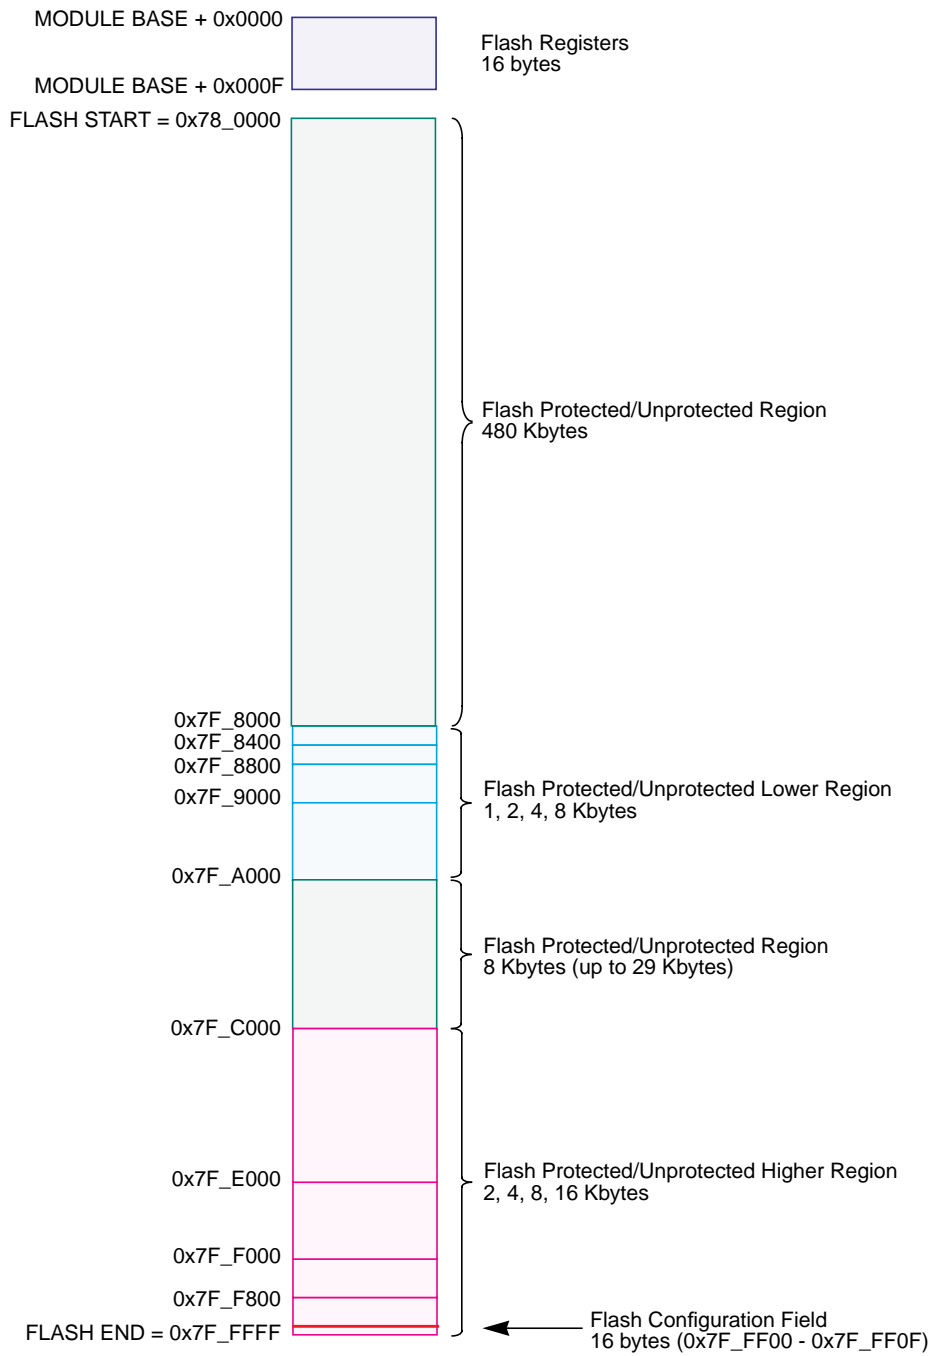 MODULE BASE + 0x0000
Flash Registers
16 bytes
MODULE BASE + 0x000F
FLASH START = 0x78_0000
Flash Protected/Unprotected Region
480 Kbytes
0x7F_8000
0x7F_8400
0x7F_8800
0x7F_9000
Flash Protected/Unprotected Lower Region
1, 2, 4, 8 Kbytes
0x7F_A000
Flash Protected/Unprotected Region
8 Kbytes (up to 29 Kbytes)
0x7F_C000
0x7F_E000
Flash Protected/Unprotected Higher Region
2, 4, 8, 16 Kbytes
0x7F_F000
0x7F_F800
FLASH END = 0x7F_FFFF
Flash Configuration Field
16 bytes (0x7F_FF00 - 0x7F_FF0F)